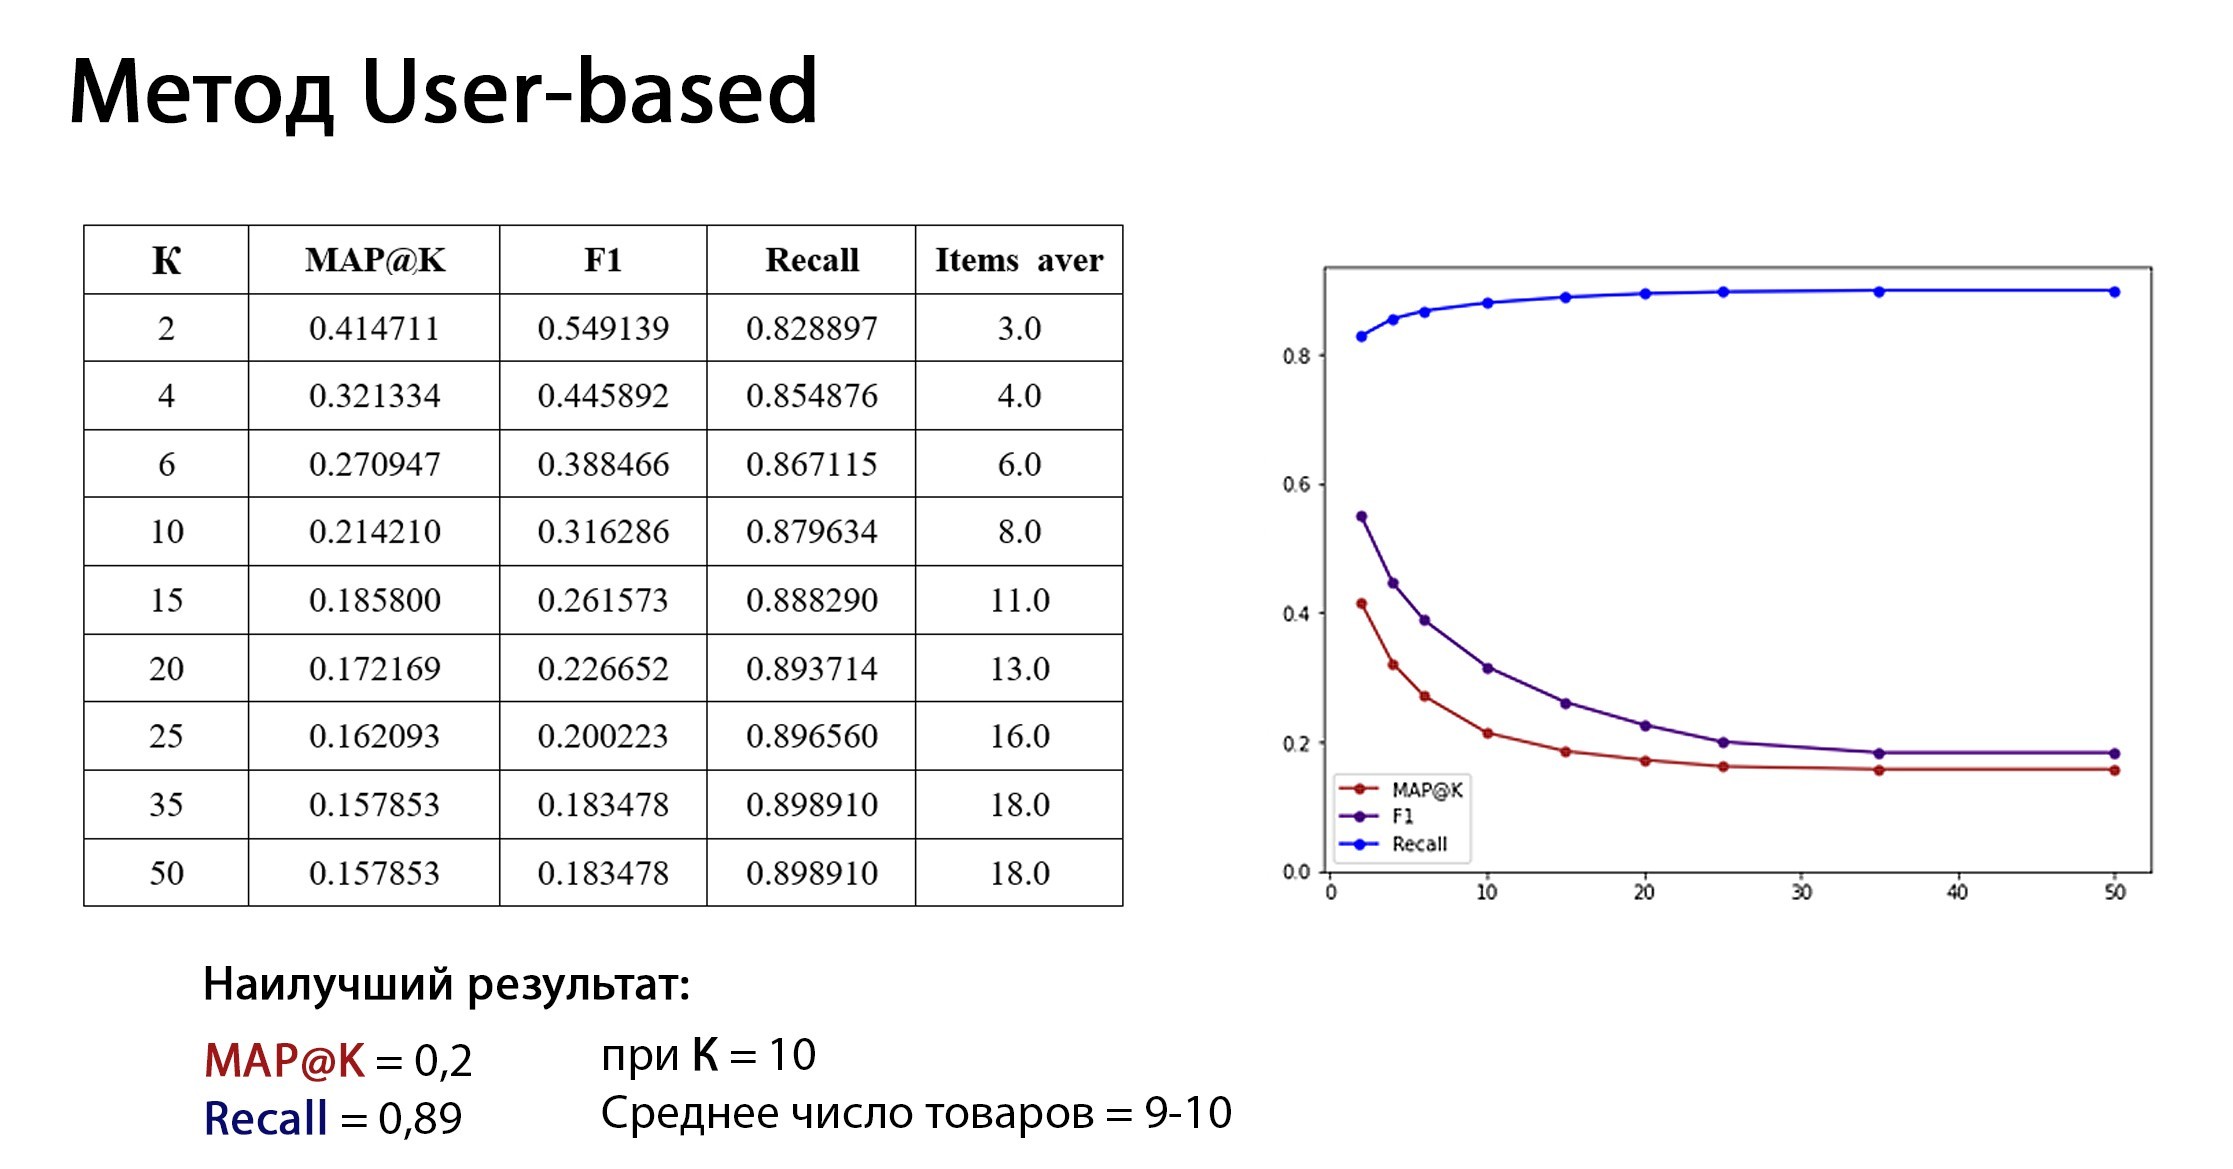 Метод User-based
К MAP@K F1 Recall Items aver
2 0.414711 0.549139 0.828897 3.0
4 0.321334 0.445892 0.854876 4.0
6 0.270947 0.388466 0.867115 6.0
10 0.214210 0.316286 0.879634 8.0
15 0.185800 0.261573 0.888290 11.0
20 0.172169 0.226652 0.893714 13.0
25 0.162093 0.200223 0.896560 16.0
35 0.157853 0.183478 0.898910 18.0
50 0.157853 0.183478 0.898910 18.0
0.8
0.6
0.4
0.2
0.0
MAP@K
F1
Recall
0 10 20 30 40 50
Наилучший результат:
MAP@K = 0,2 при К = 10
Recall = 0,89 Среднее число товаров = 9-10